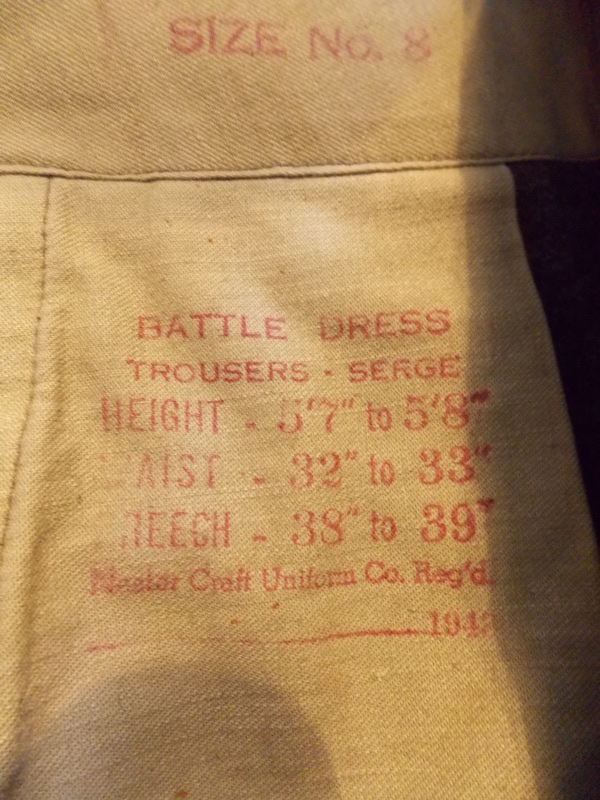 SIZE No. 8
BATTLE DRESS
TROUSERS - SERGE
HEIGHT - 5'7" to 5'8"
WAIST - 32" to 33"
BREECH - 38" to 39"
Master Craft Uniform Co. Reg'd.
1943